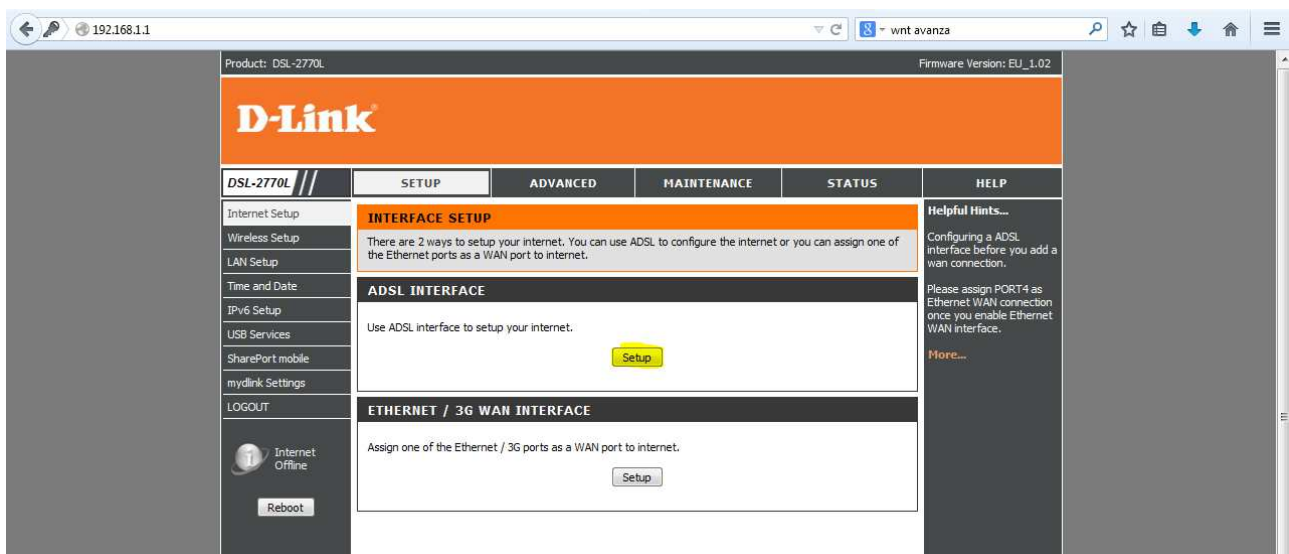 192.168.1.1
wnt avanza
Product: DSL-2770L
Firmware Version: EU_1.02
D-Link
DSL-2770L
SETUP
ADVANCED
MAINTENANCE
STATUS
HELP
Internet Setup
Wireless Setup
LAN Setup
Time and Date
IPv6 Setup
USB Services
SharePort mobile
mydlink Settings
LOGOUT
Internet
Offline
Reboot
INTERFACE SETUP
There are 2 ways to setup your internet. You can use ADSL to configure the internet or you can assign one of
the Ethernet ports as a WAN port to internet.
ADSL INTERFACE
Use ADSL interface to setup your internet.
Setup
ETHERNET / 3G WAN INTERFACE
Assign one of the Ethernet / 3G ports as a WAN port to internet.
Setup
Helpful Hints...
Configuring a ADSL
interface before you add a
wan connection.
Please assign PORT4 as
Ethernet WAN connection
once you enable Ethernet
WAN interface.
More...